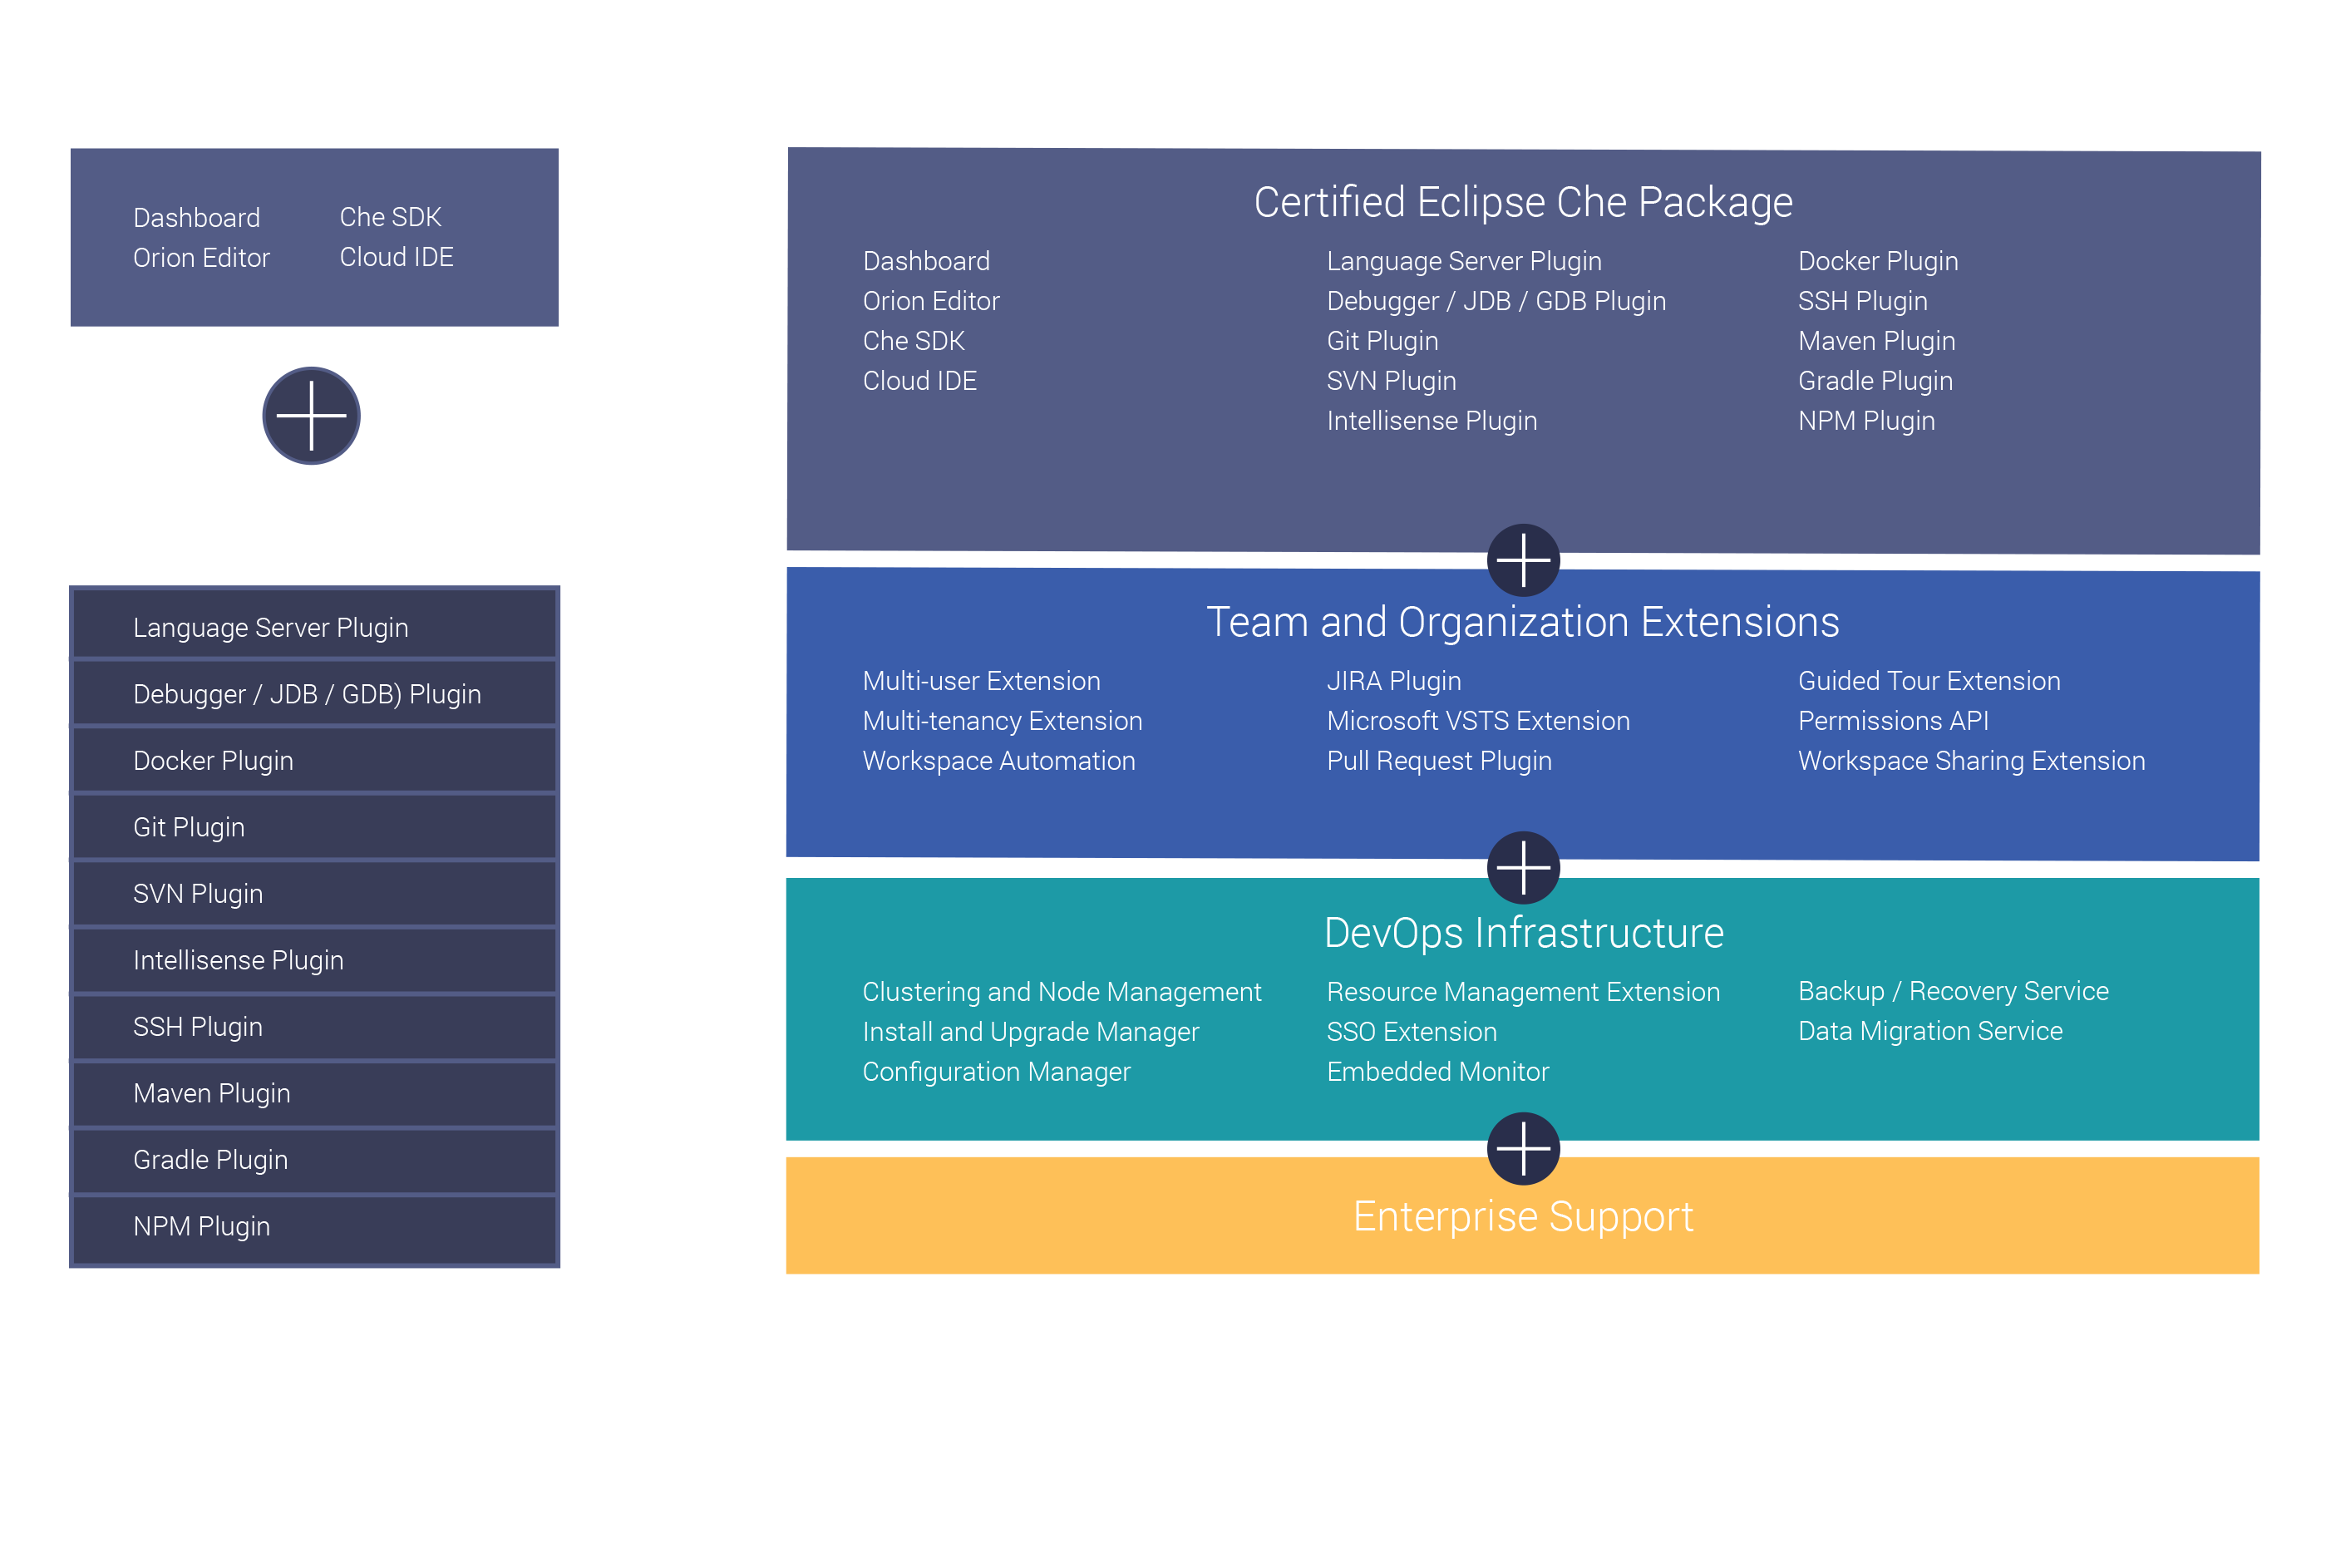 Dashboard
Orion Editor
Che SDK
Cloud IDE
Language Server Plugin
Debugger / JDB / GDB) Plugin
Docker Plugin
Git Plugin
SVN Plugin
Intellisense Plugin
SSH Plugin
Maven Plugin
Gradle Plugin
NPM Plugin
Certified Eclipse Che Package
Dashboard
Orion Editor
Che SDK
Cloud IDE
Language Server Plugin
Debugger / JDB / GDB Plugin
Git Plugin
SVN Plugin
Intellisense Plugin
Docker Plugin
SSH Plugin
Maven Plugin
Gradle Plugin
NPM Plugin
Team and Organization Extensions
Multi-user Extension
Multi-tenancy Extension
Workspace Automation
JIRA Plugin
Microsoft VSTS Extension
Pull Request Plugin
Guided Tour Extension
Permissions API
Workspace Sharing Extension
DevOps Infrastructure
Clustering and Node Management
Install and Upgrade Manager
Configuration Manager
Resource Management Extension
SSO Extension
Embedded Monitor
Backup / Recovery Service
Data Migration Service
Enterprise Support